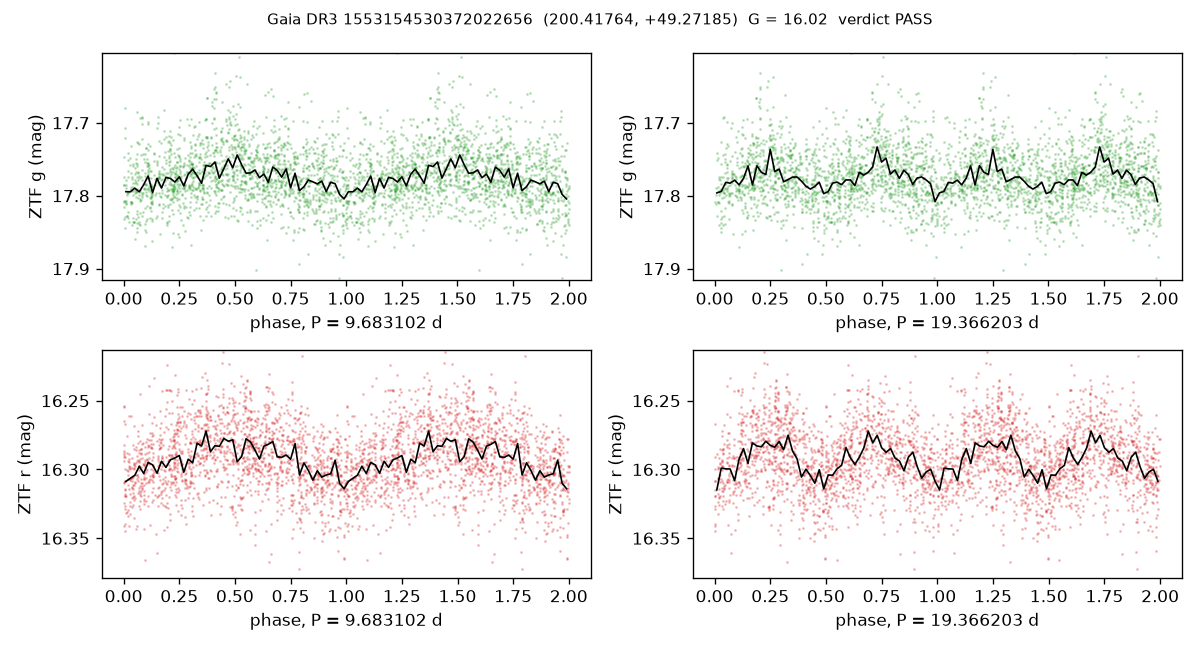 Gaia DR3 1553154530372022656 (200.41764, +49.27185) G = 16.02 verdict PASS
ZTF g (mag)
17.7
17.8
17.9
0.00 0.25 0.50 0.75 1.00 1.25 1.50 1.75 2.00
phase, P = 9.683102 d
ZTF g (mag)
17.7
17.8
17.9
0.00 0.25 0.50 0.75 1.00 1.25 1.50 1.75 2.00
phase, P = 19.366203 d
ZTF r (mag)
16.25
16.30
16.35
0.00 0.25 0.50 0.75 1.00 1.25 1.50 1.75 2.00
phase, P = 9.683102 d
ZTF r (mag)
16.25
16.30
16.35
0.00 0.25 0.50 0.75 1.00 1.25 1.50 1.75 2.00
phase, P = 19.366203 d